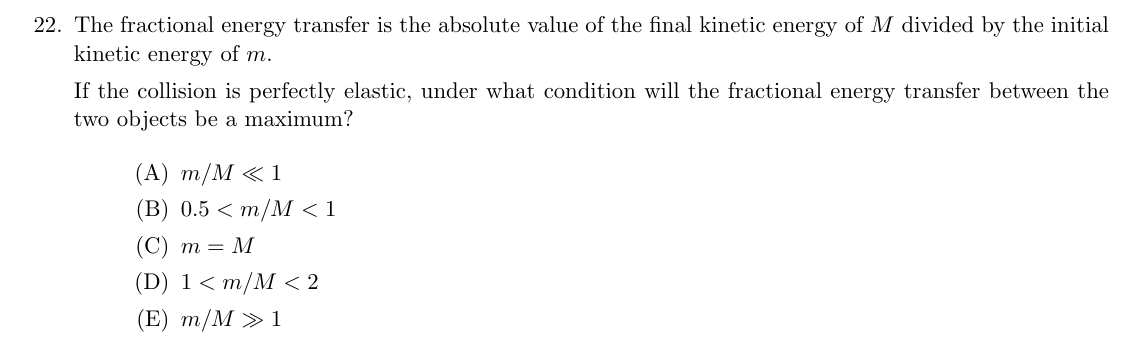 22. The fractional energy transfer is the absolute value of the final kinetic energy of M divided by the initial
kinetic energy of m.
If the collision is perfectly elastic, under what condition will the fractional energy transfer between the
two objects be a maximum?
(A) m/M ≪ 1
(B) 0.5 < m/M < 1
(C) m = M
(D) 1 < m/M < 2
(E) m/M ≫ 1